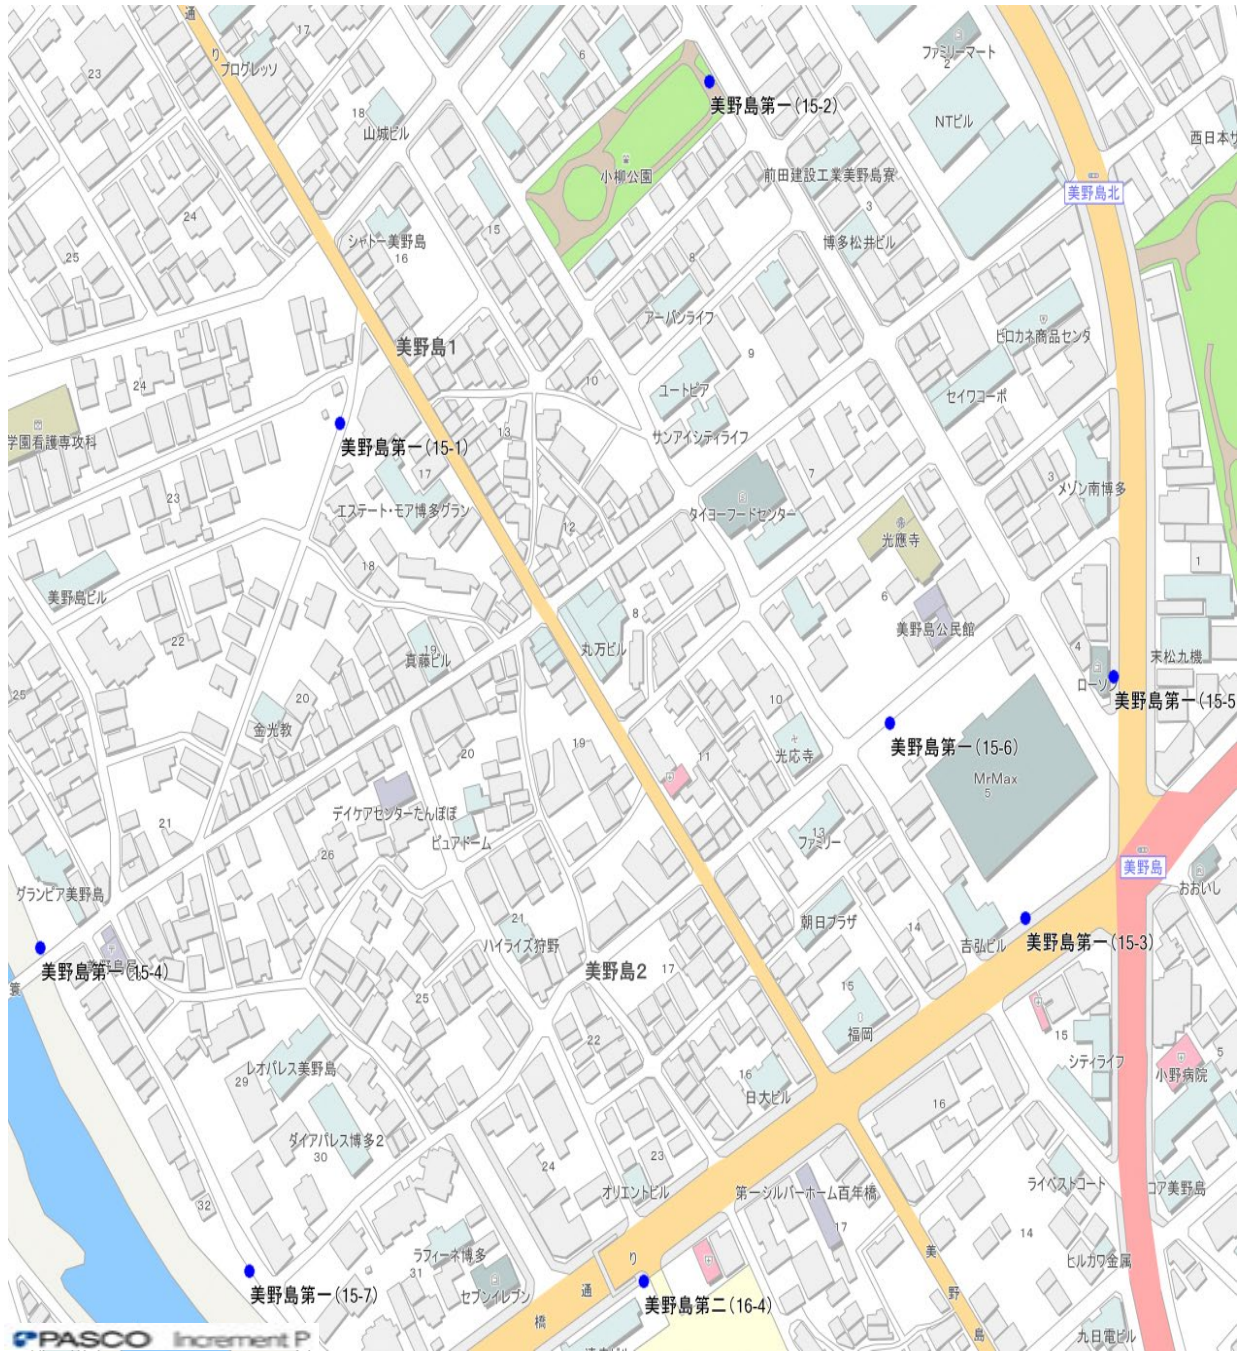 通
り
17
プログレッソ
23
6
ファミリーマート
2
美野島第一(15-2)
18
山城ビル
NTビル
小柳公園
前田建設工業美野島寮
美野島北
24
シャトー美野島
16
15
3
博多松井ビル
25
8
アーバンライフ
ピロカネ商品センタ
美野島1
9
10
24
ユートピア
セイワコーポ
学園看護専攻科
美野島第一(15-1)
13
サンアイシティライフ
17
7
3
メゾン南博多
23
エステート・モア博多グラン
タイヨーフードセンター
12
光應寺
18
1
美野島ビル
6
8
美野島公民館
22
19
真藤ビル
丸万ビル
4
末松九機
ローソン
25
20
美野島第一(15-5
金光教
10
美野島第一(15-6)
20
19
11
光応寺
MrMax
5
デイケアセンターたんぽぽ
21
ピュアドーム
13
ファミリー
26
美野島
グランピア美野島
おおいし
21
朝日プラザ
14
ハイライズ狩野
吉弘ビル
美野島第一(15-3)
美野島第一(15-4)
美野島2
17
15
25
福岡
15
22
シティライフ
5
レオパレス美野島
小野病院
29
16
日大ビル
16
ダイアパレス博多2
30
23
24
オリエントビル
第一シルバーホーム百年橋
ライベストコート
コア美野島
32
17
14
ラフィーネ博多
31
り
美
ヒルカワ金属
美野島第一(15-7)
セブンイレブン
通
美野島第二(16-4)
野
橋
島
九日電ビル
PASCO Increment P